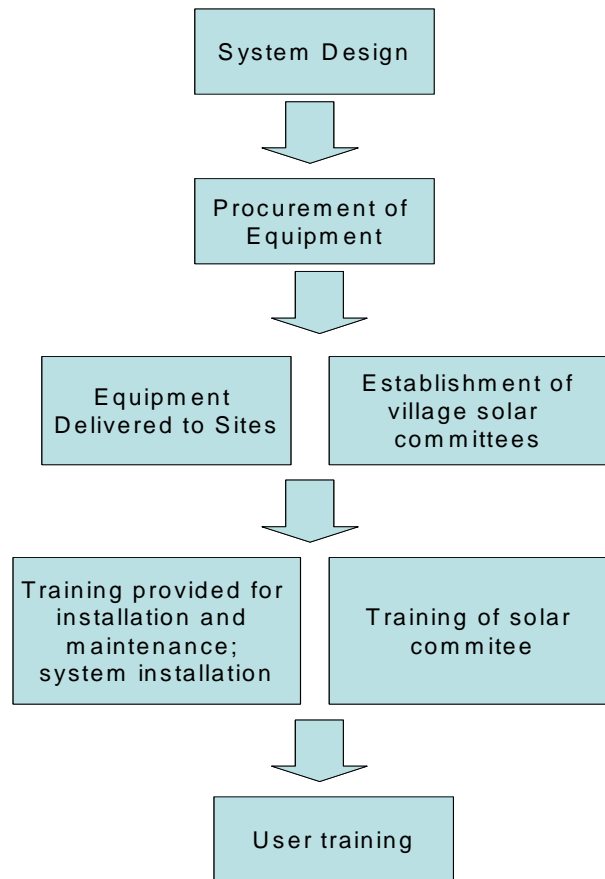 System Design
Procurement of
Equipment
Equipment
Delivered to Sites
Establishment of
village solar
committees
Training provided for
installation and
maintenance;
system installation
Training of solar
commitee
User training